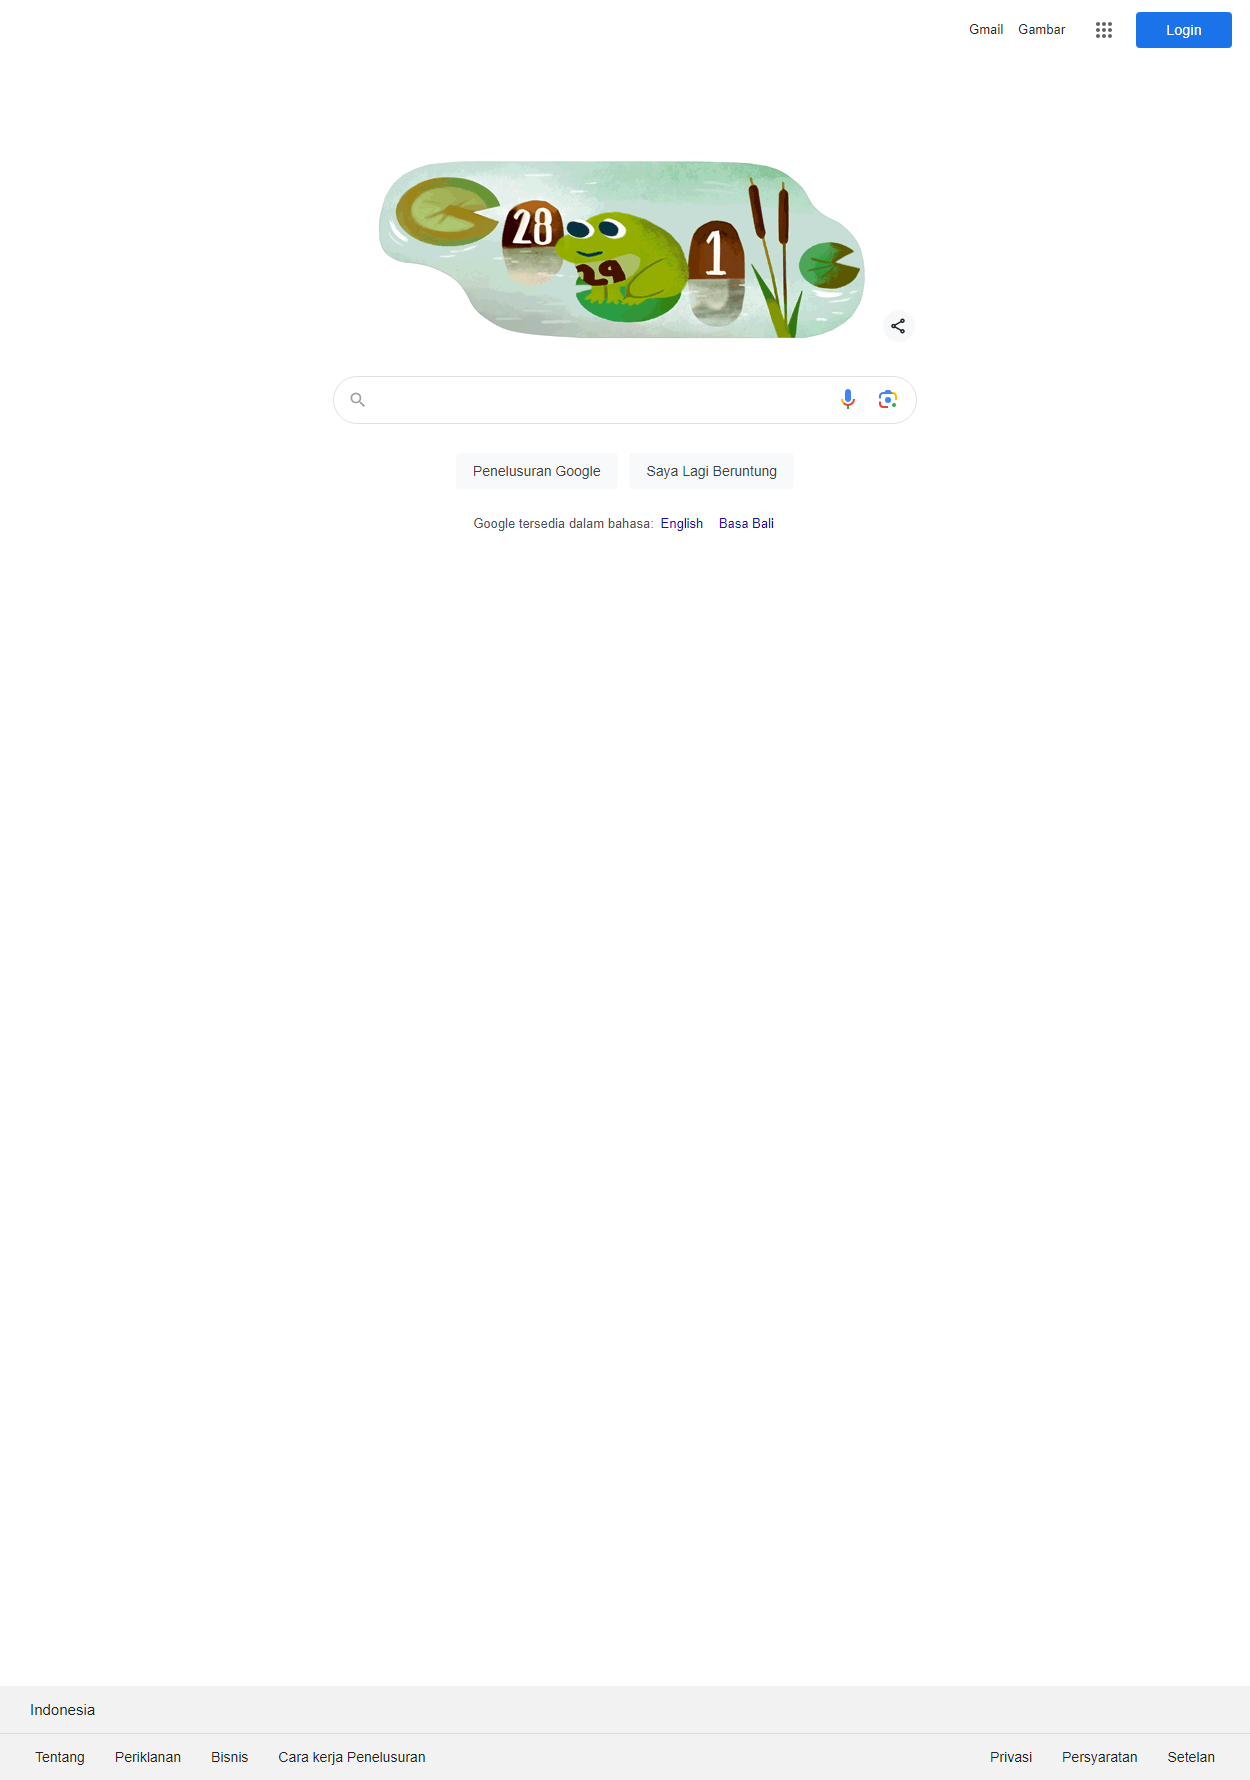 Gmail Gambar Login
28 29 1
Penelusuran Google Saya Lagi Beruntung
Google tersedia dalam bahasa: English Basa Bali
Indonesia
Tentang Periklanan Bisnis Cara kerja Penelusuran Privasi Persyaratan Setelan